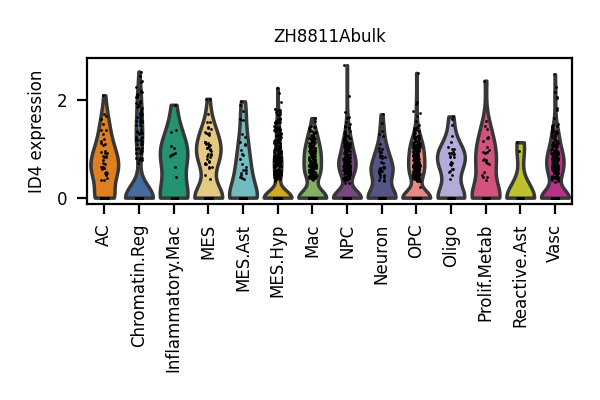 ZH8811Abulk
ID4 expression
2
0
AC
Chromatin.Reg
Inflammatory.Mac
MES
MES.Ast
MES.Hyp
Mac
NPC
Neuron
OPC
Oligo
Prolif.Metab
Reactive.Ast
Vasc